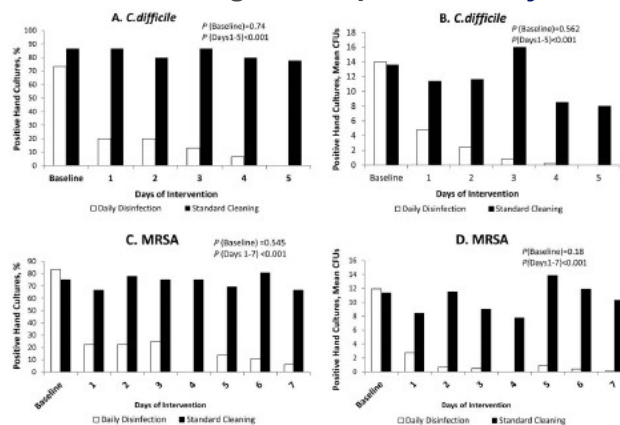 A. C.difficile
P (Baseline)=0.74
P (Days1-5)<0.001
Positive Hand Cultures, %
100
90
80
70
60
50
40
30
20
10
0
Baseline 1 2 3 4 5
Days of Intervention
Daily Disinfection Standard Cleaning
B. C.difficile
P (Baseline)=0.562
P(Days1-5)<0.001
Positive Hand Cultures, Mean CFUs
18
16
14
12
10
8
6
4
2
0
Baseline 1 2 3 4 5
Days of Intervention
Daily Disinfection Standard Cleaning
C. MRSA
P (Baseline) =0.545
P (Days 1-7) <0.001
Positive Hand Cultures, %
100
90
80
70
60
50
40
30
20
10
0
Baseline 1 2 3 4 5 6 7
Days of Intervention
Daily Disinfection Standard Cleaning
D. MRSA
P(Baseline)=0.18
P(Days1-7)<0.001
Positive Hand Cultures, Mean CFUs
18
16
14
12
10
8
6
4
2
0
Baseline 1 2 3 4 5 6 7
Days of Intervention
Daily Disinfection Standard Cleaning